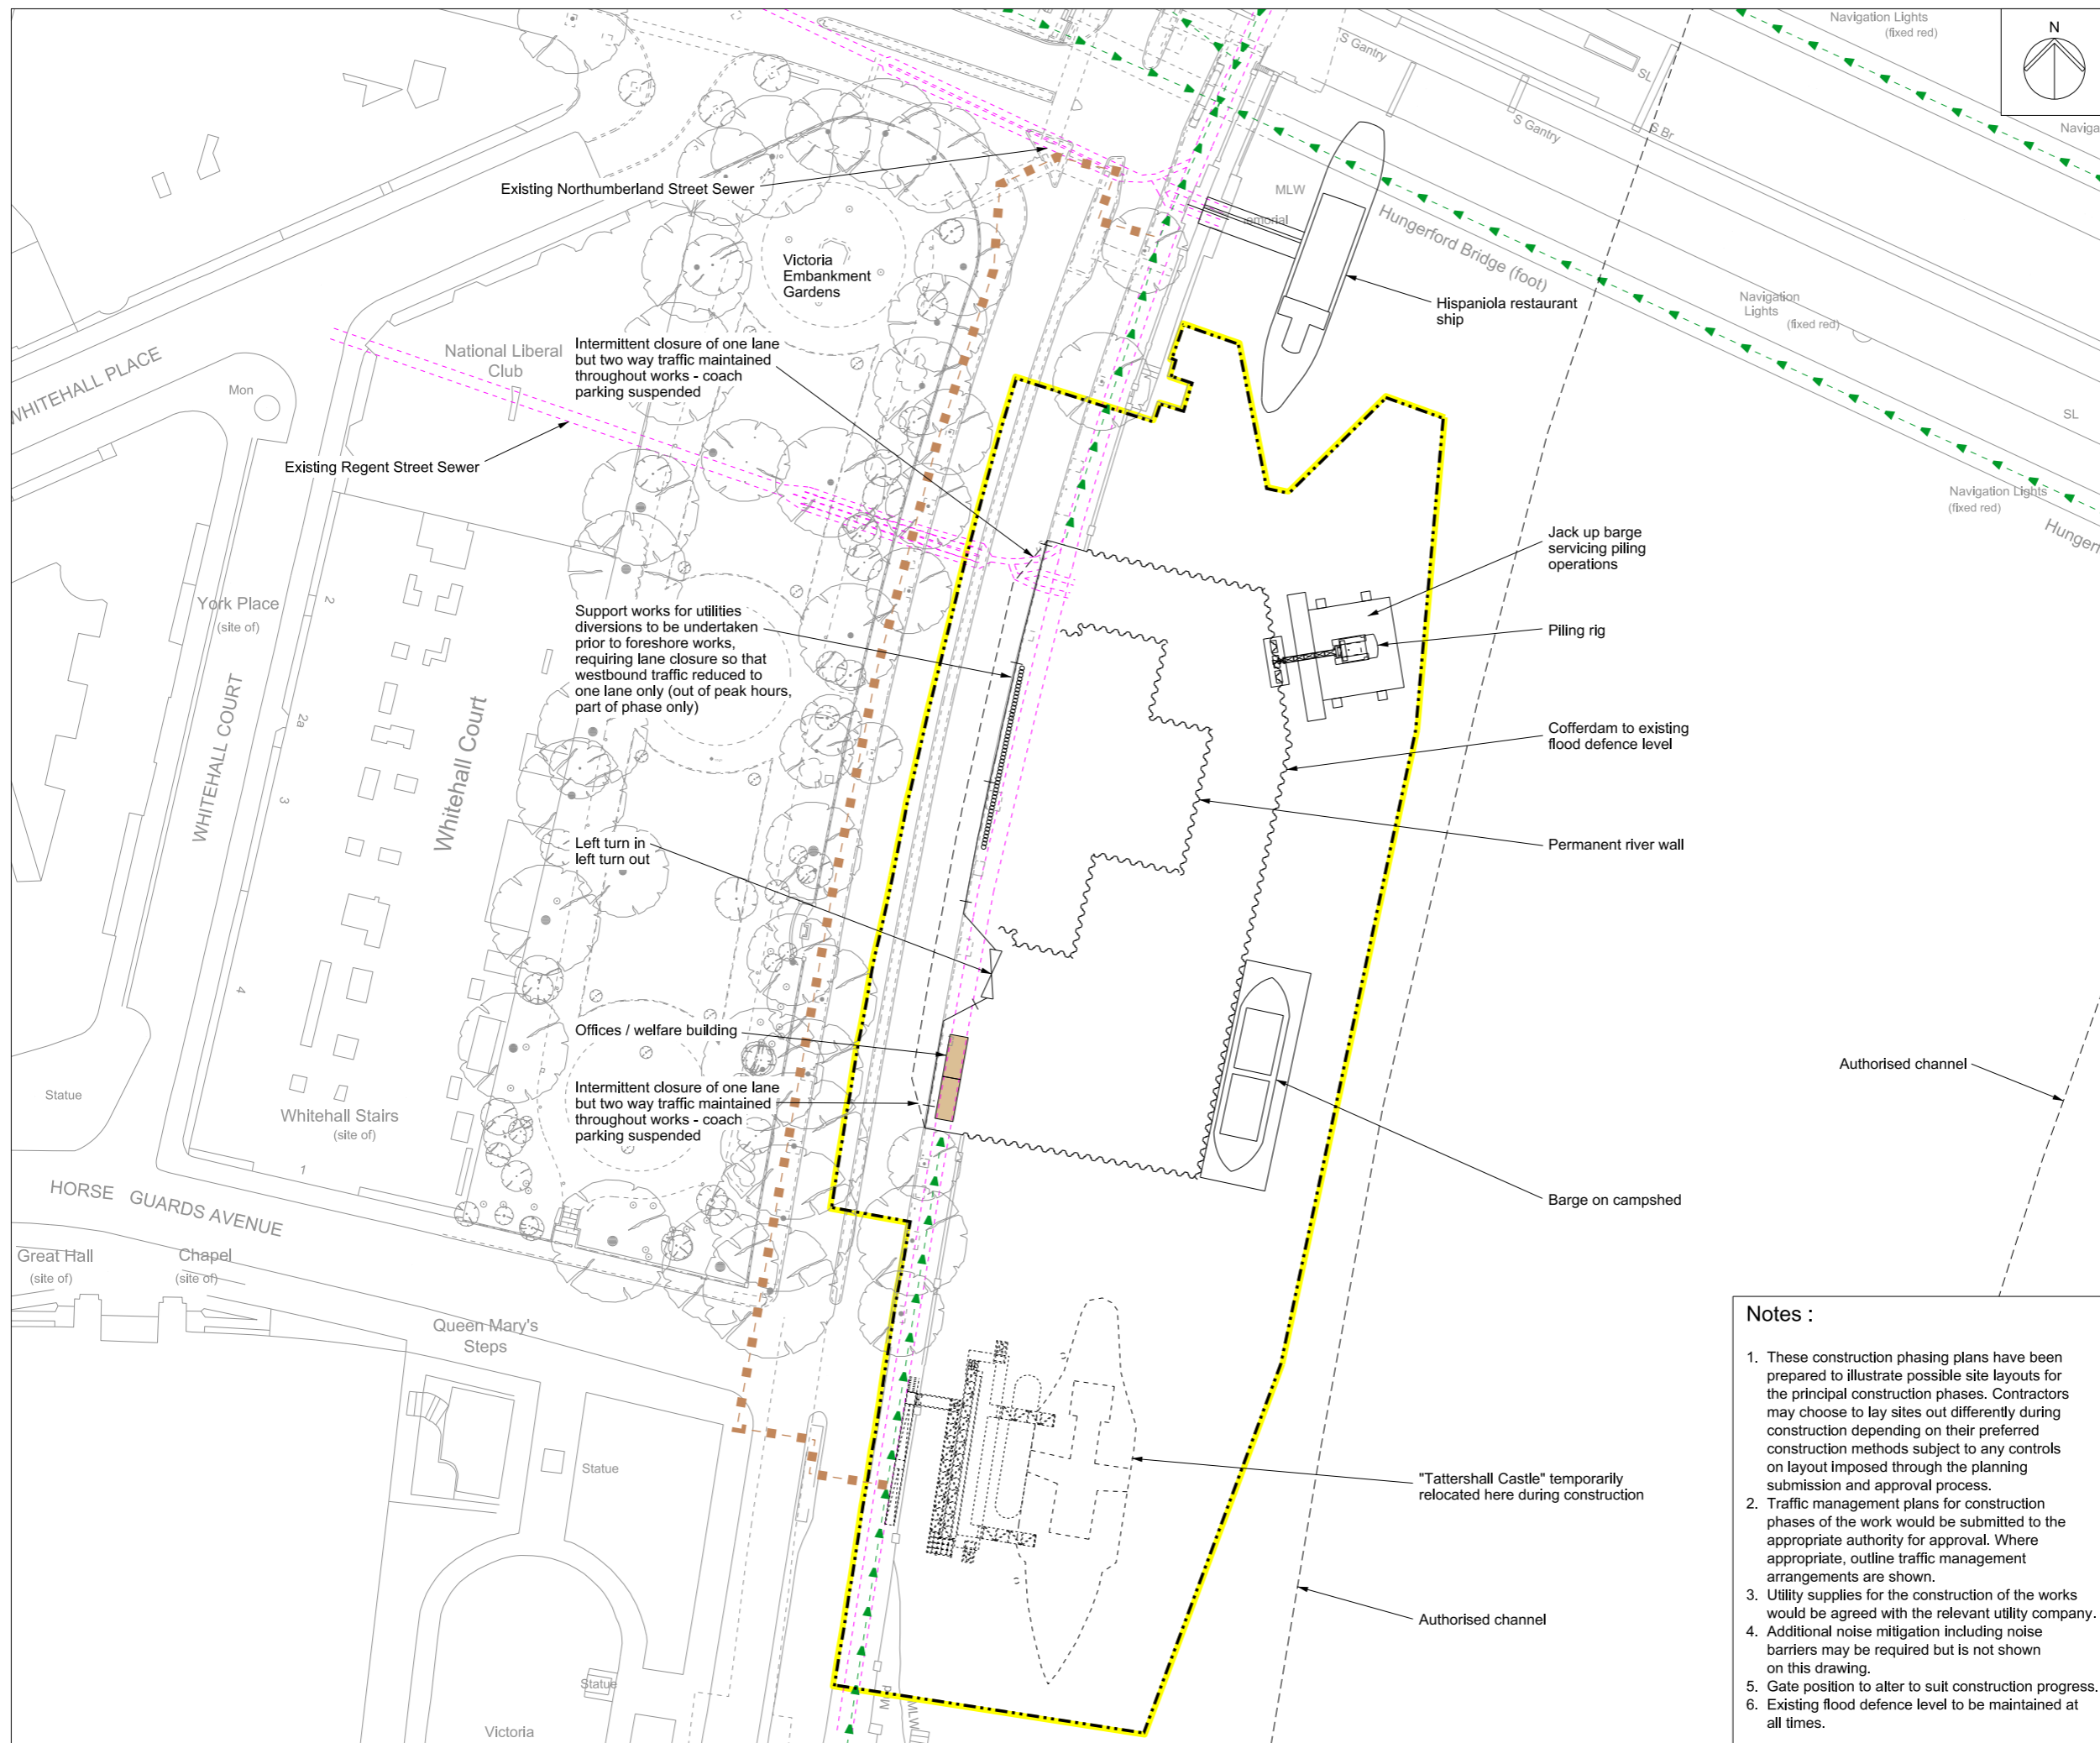 Navigation Lights
(fixed red)
N
S Gantry
SL
S Gantry
S Br
Naviga
Existing Northumberland Street Sewer
MLW
emorial
Hungerford Bridge (foot)
Victoria
Embankment
Gardens
Hispaniola restaurant
ship
Navigation
Lights
(fixed red)
National Liberal
Club
Intermittent closure of one lane
but two way traffic maintained
throughout works - coach
parking suspended
WHITEHALL PLACE
Mon
SL
Existing Regent Street Sewer
Navigation Lights
(fixed red)
Hungerf
Jack up barge
servicing piling
operations
York Place
(site of)
2
Support works for utilities
diversions to be undertaken
prior to foreshore works,
requiring lane closure so that
westbound traffic reduced to
one lane only (out of peak hours,
part of phase only)
Piling rig
2a
WHITEHALL COURT
Whitehall Court
Cofferdam to existing
flood defence level
3
Left turn in
left turn out
Permanent river wall
4
Offices / welfare building
Authorised channel
Statue
Whitehall Stairs
(site of)
Intermittent closure of one lane
but two way traffic maintained
throughout works - coach
parking suspended
1
HORSE GUARDS AVENUE
Barge on campshed
Great Hall
(site of)
Chapel
(site of)
Queen Mary's
Steps
Statue
"Tattershall Castle" temporarily
relocated here during construction
Authorised channel
Statue
Victoria
MLW
Notes :
1. These construction phasing plans have been
prepared to illustrate possible site layouts for
the principal construction phases. Contractors
may choose to lay sites out differently during
construction depending on their preferred
construction methods subject to any controls
on layout imposed through the planning
submission and approval process.
2. Traffic management plans for construction
phases of the work would be submitted to the
appropriate authority for approval. Where
appropriate, outline traffic management
arrangements are shown.
3. Utility supplies for the construction of the works
would be agreed with the relevant utility company.
4. Additional noise mitigation including noise
barriers may be required but is not shown
on this drawing.
5. Gate position to alter to suit construction progress.
6. Existing flood defence level to be maintained at
all times.